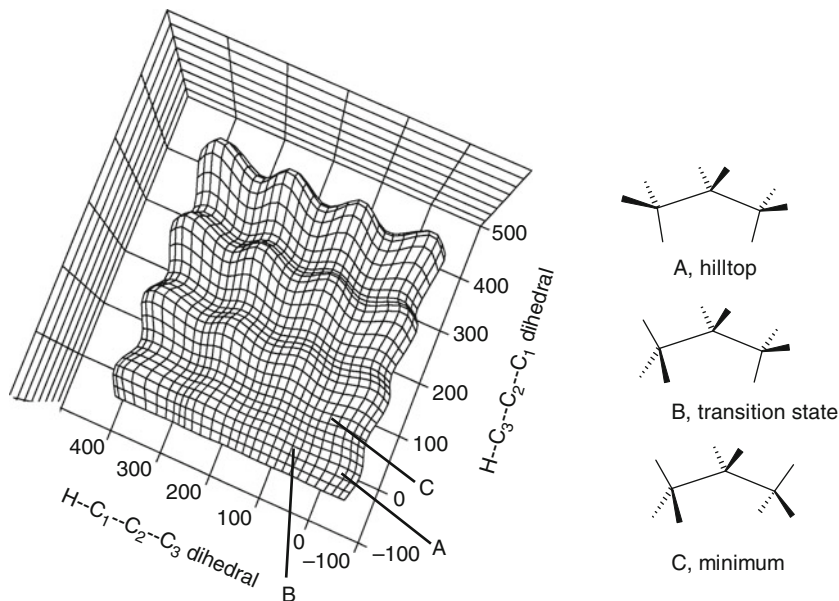 500
400
300
200
100
0
–100
H--C3--C2--C1 dihedral
400
300
200
100
0
–100
H--C1--C2--C3 dihedral
C
A
B
A, hilltop
B, transition state
C, minimum